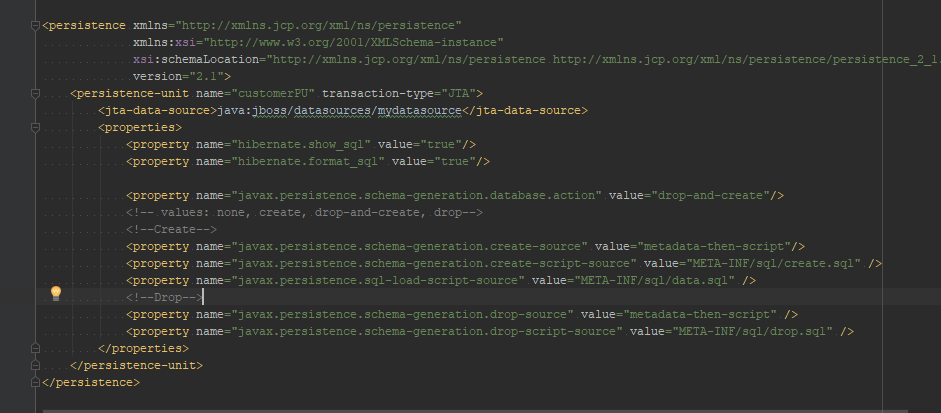 <persistence xmlns="http://xmlns.jcp.org/xml/ns/persistence"
xmlns:xsi="http://www.w3.org/2001/XMLSchema-instance"
xsi:schemaLocation="http://xmlns.jcp.org/xml/ns/persistence http://xmlns.jcp.org/xml/ns/persistence/persistence_2_1.
version="2.1">
<persistence-unit name="customerPU" transaction-type="JTA">
<jta-data-source>java:jboss/datasources/mydatasource</jta-data-source>
<properties>
<property name="hibernate.show_sql" value="true"/>
<property name="hibernate.format_sql" value="true"/>
<property name="javax.persistence.schema-generation.database.action" value="drop-and-create"/>
<!-- values: none, create, drop-and-create, drop-->
<!--Create-->
<property name="javax.persistence.schema-generation.create-source" value="metadata-then-script"/>
<property name="javax.persistence.schema-generation.create-script-source" value="META-INF/sql/create.sql" />
<property name="javax.persistence.sql-load-script-source" value="META-INF/sql/data.sql" />
<!--Drop-->
<property name="javax.persistence.schema-generation.drop-source" value="metadata-then-script" />
<property name="javax.persistence.schema-generation.drop-script-source" value="META-INF/sql/drop.sql" />
</properties>
</persistence-unit>
</persistence>